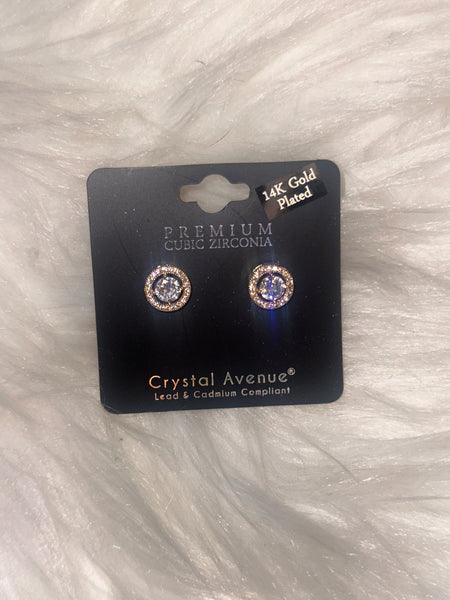 14K Gold
Plated
PREMIUM
CUBIC ZIRCONIA
Crystal Avenue®
Lead & Cadmium Compliant